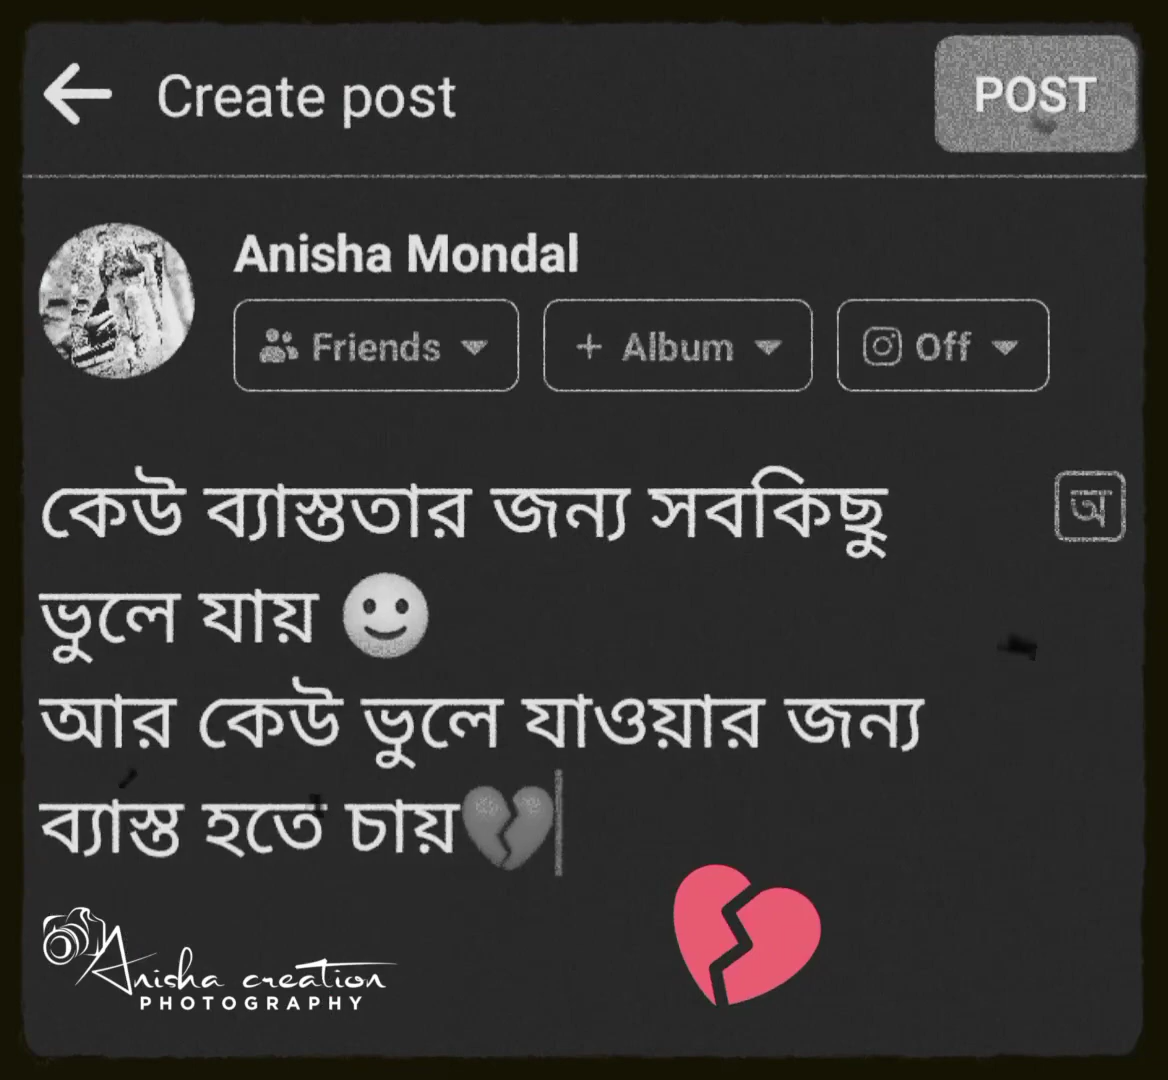 Create post
POST
Anisha Mondal
Friends
+ Album
Off
কেউ ব্যাস্ততার জন্য সবকিছু
অ
ভুলে যায় 🙂
আর কেউ ভুলে যাওয়ার জন্য
ব্যাস্ত হতে চায়💔
Anisha creation
PHOTOGRAPHY